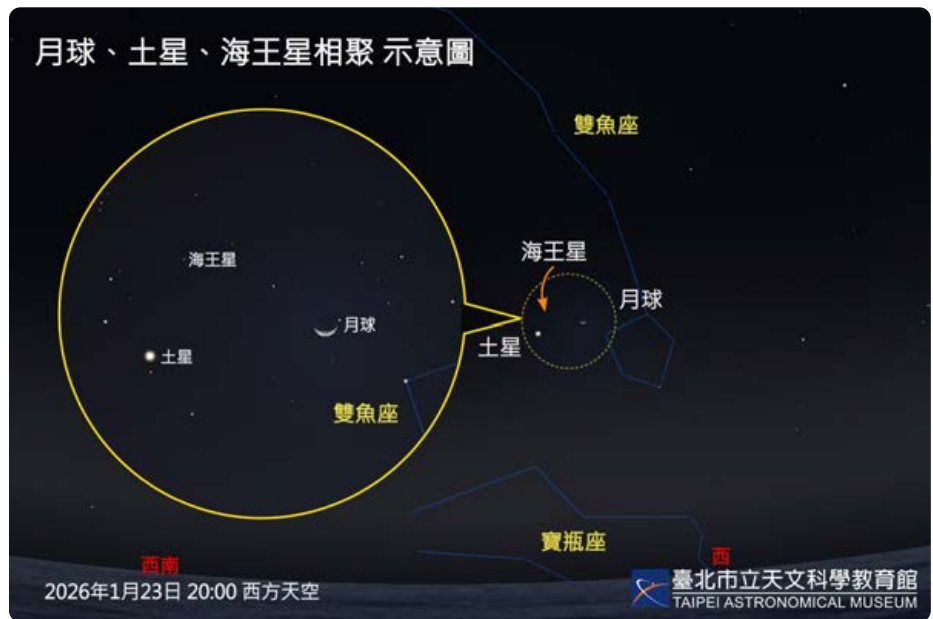 月球、土星、海王星相聚 示意圖
雙魚座
海王星
海王星
月球
月球
土星
土星
雙魚座
寶瓶座
西南
西
2026年1月23日 20:00 西方天空
臺北市立天文科學教育館
TAIPEI ASTRONOMICAL MUSEUM